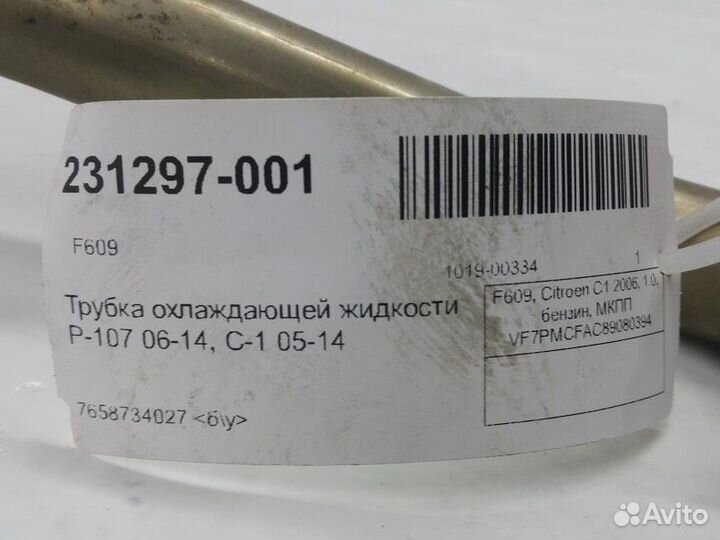 231297-001
F609
1019-00334 1
Трубка охлаждающей жидкости
P-107 06-14, C-1 05-14
F609, Citroen C1 2006, 1.0,
бензин, МКПП
VF7PMCFAC89080394
7658734027 <б\у>
Avito